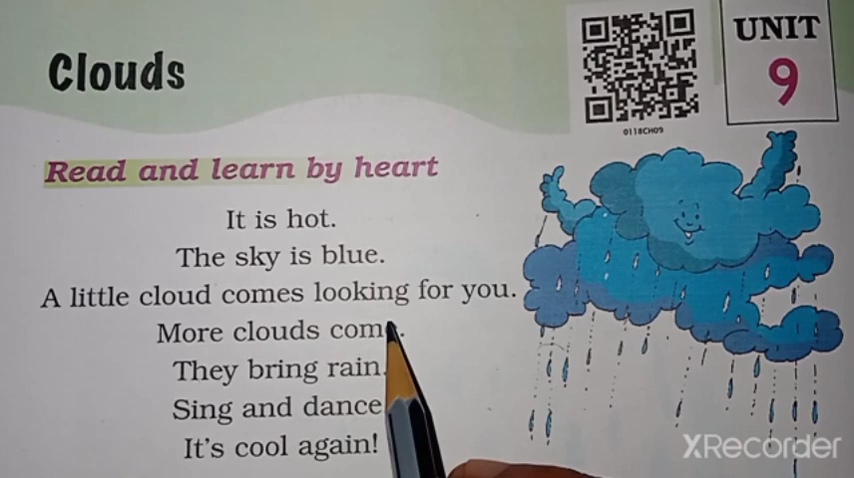 Clouds
UNIT
9
0118CH09
Read and learn by heart
It is hot.
The sky is blue.
A little cloud comes looking for you.
More clouds com .
They bring rain.
Sing and dance
It's cool again!
XRecorder